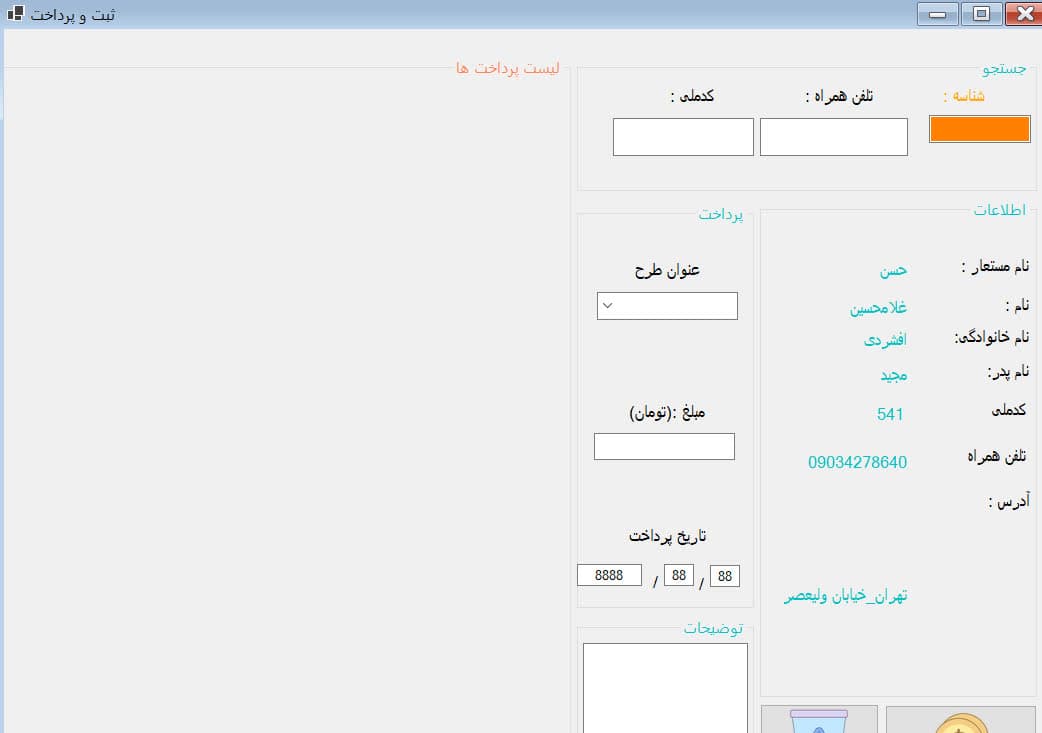 ثبت و پرداخت
جستجو
شناسه :
تلفن همراه :
کدملی :
لیست پرداخت ها
اطلاعات
نام مستعار : حسن
نام : غلامحسین
نام خانوادگی: افشردی
نام پدر: مجید
کدملی 541
تلفن همراه 09034278640
آدرس :
تهران_خیابان ولیعصر
پرداخت
عنوان طرح
مبلغ :(تومان)
تاریخ پرداخت
8888 / 88 / 88
توضیحات